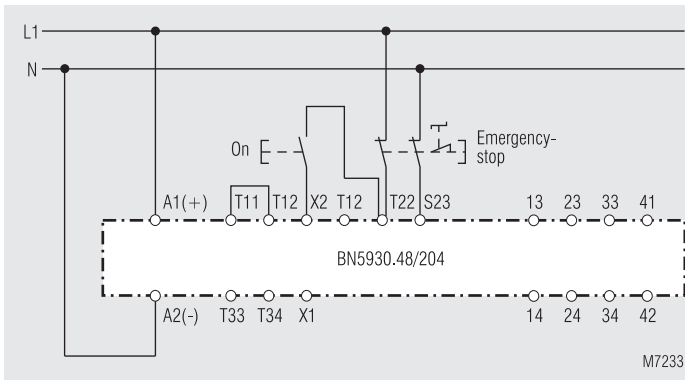 L1
N
On
Emergency-
stop
A1(+) T11 T12 X2 T12 T22 S23 13 23 33 41
BN5930.48/204
A2(-) T33 T34 X1 14 24 34 42
M7233